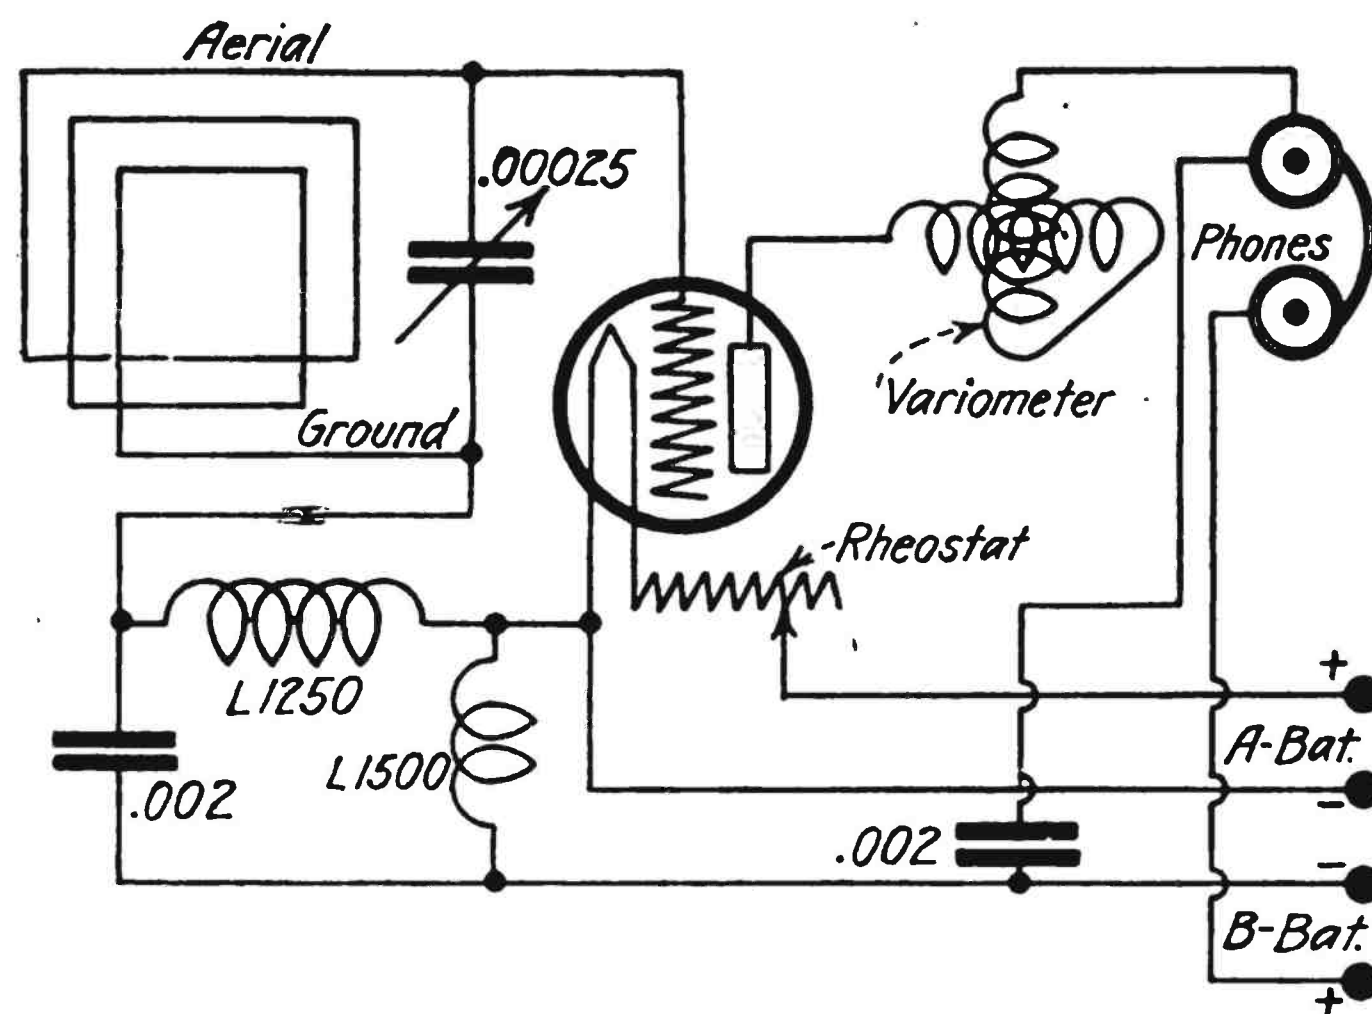 Aerial
.00025
Phones
Variometer
Ground
Rheostat
L1250
+
A-Bat.
L1500
.002
-
.002
-
B-Bat.
+